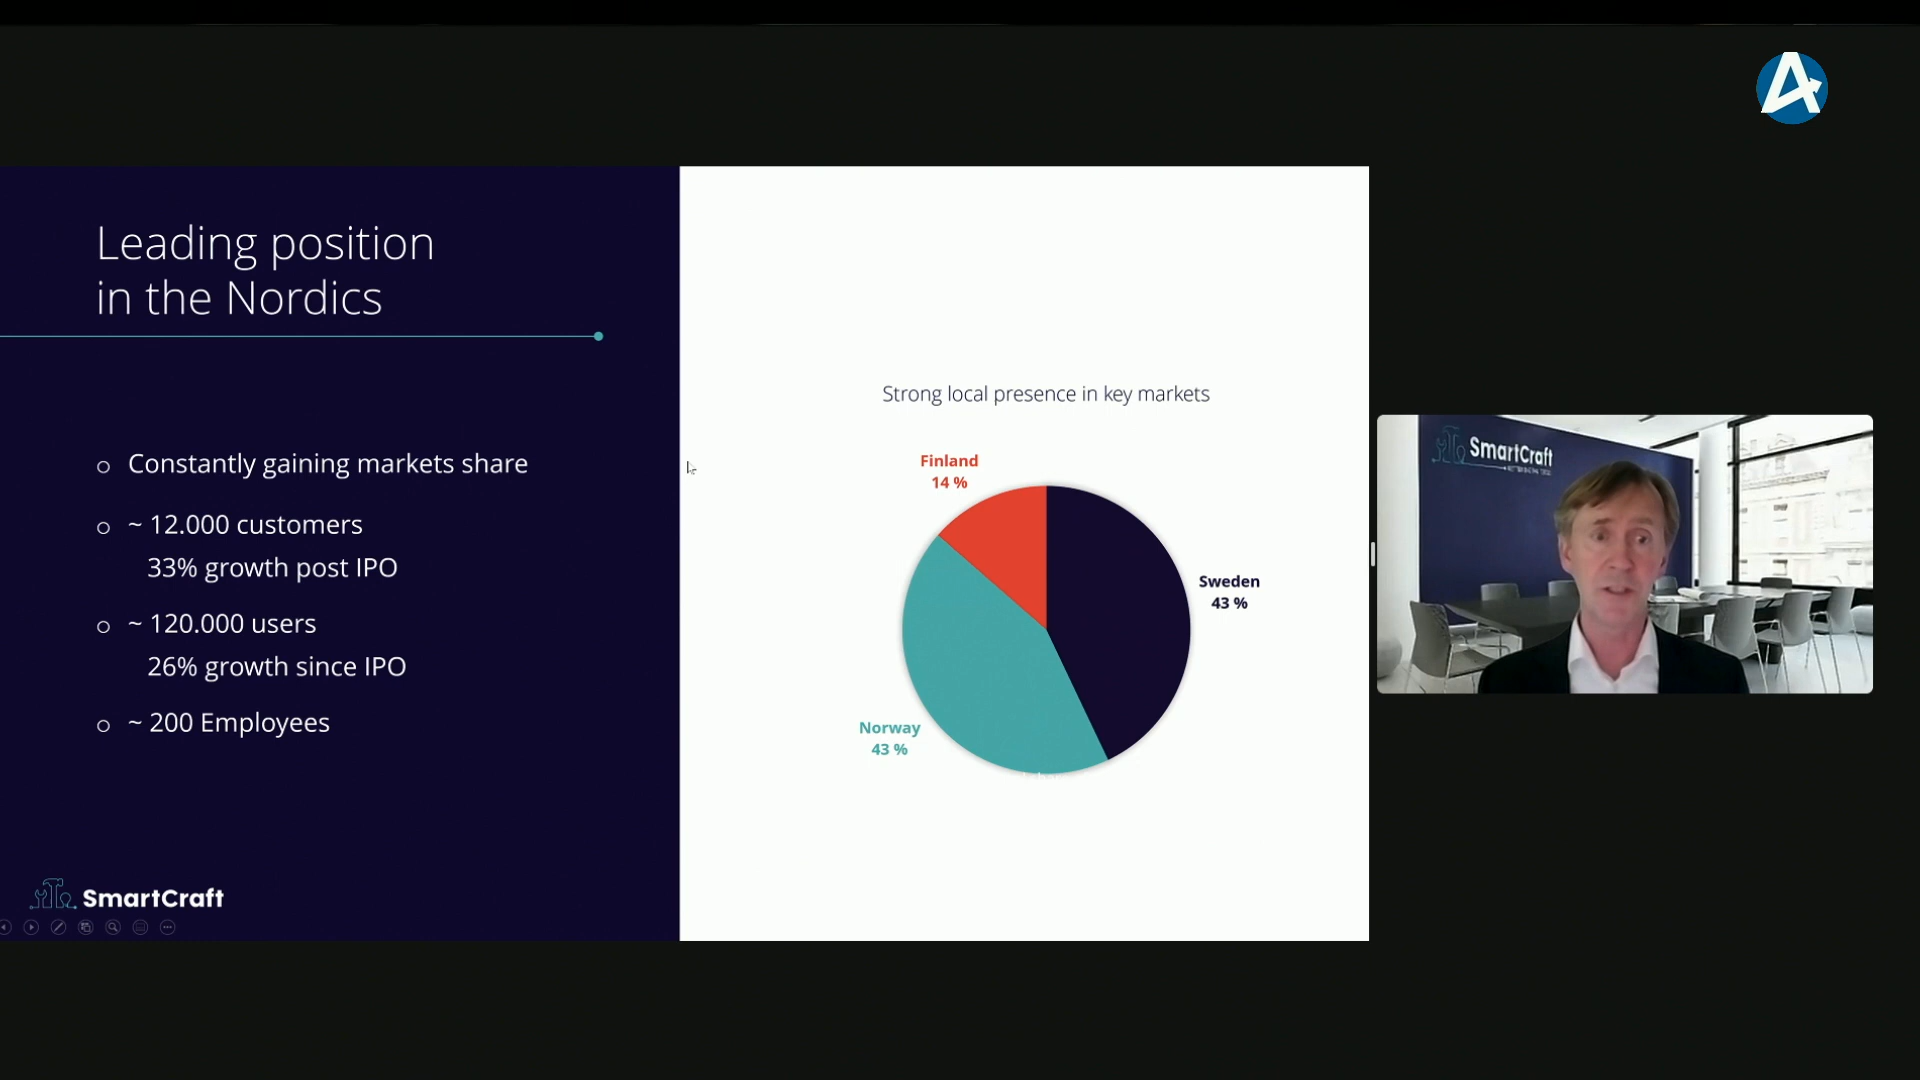 Leading position
in the Nordics
Constantly gaining markets share
~ 12.000 customers
33% growth post IPO
~ 120.000 users
26% growth since IPO
~ 200 Employees
SmartCraft
Strong local presence in key markets
Finland
14 %
Sweden
43 %
Norway
43 %
SmartCraft